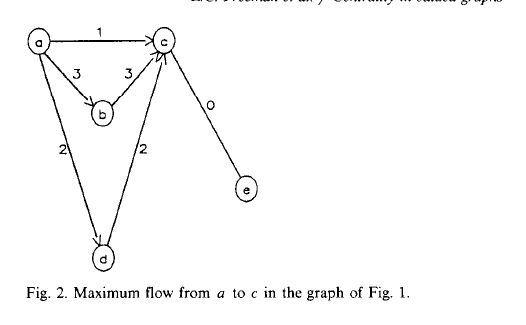 L.C. Freeman et al. / Centrality in valued graphs
a
1
c
3
3
b
0
2
2
e
d
Fig. 2. Maximum flow from a to c in the graph of Fig. 1.